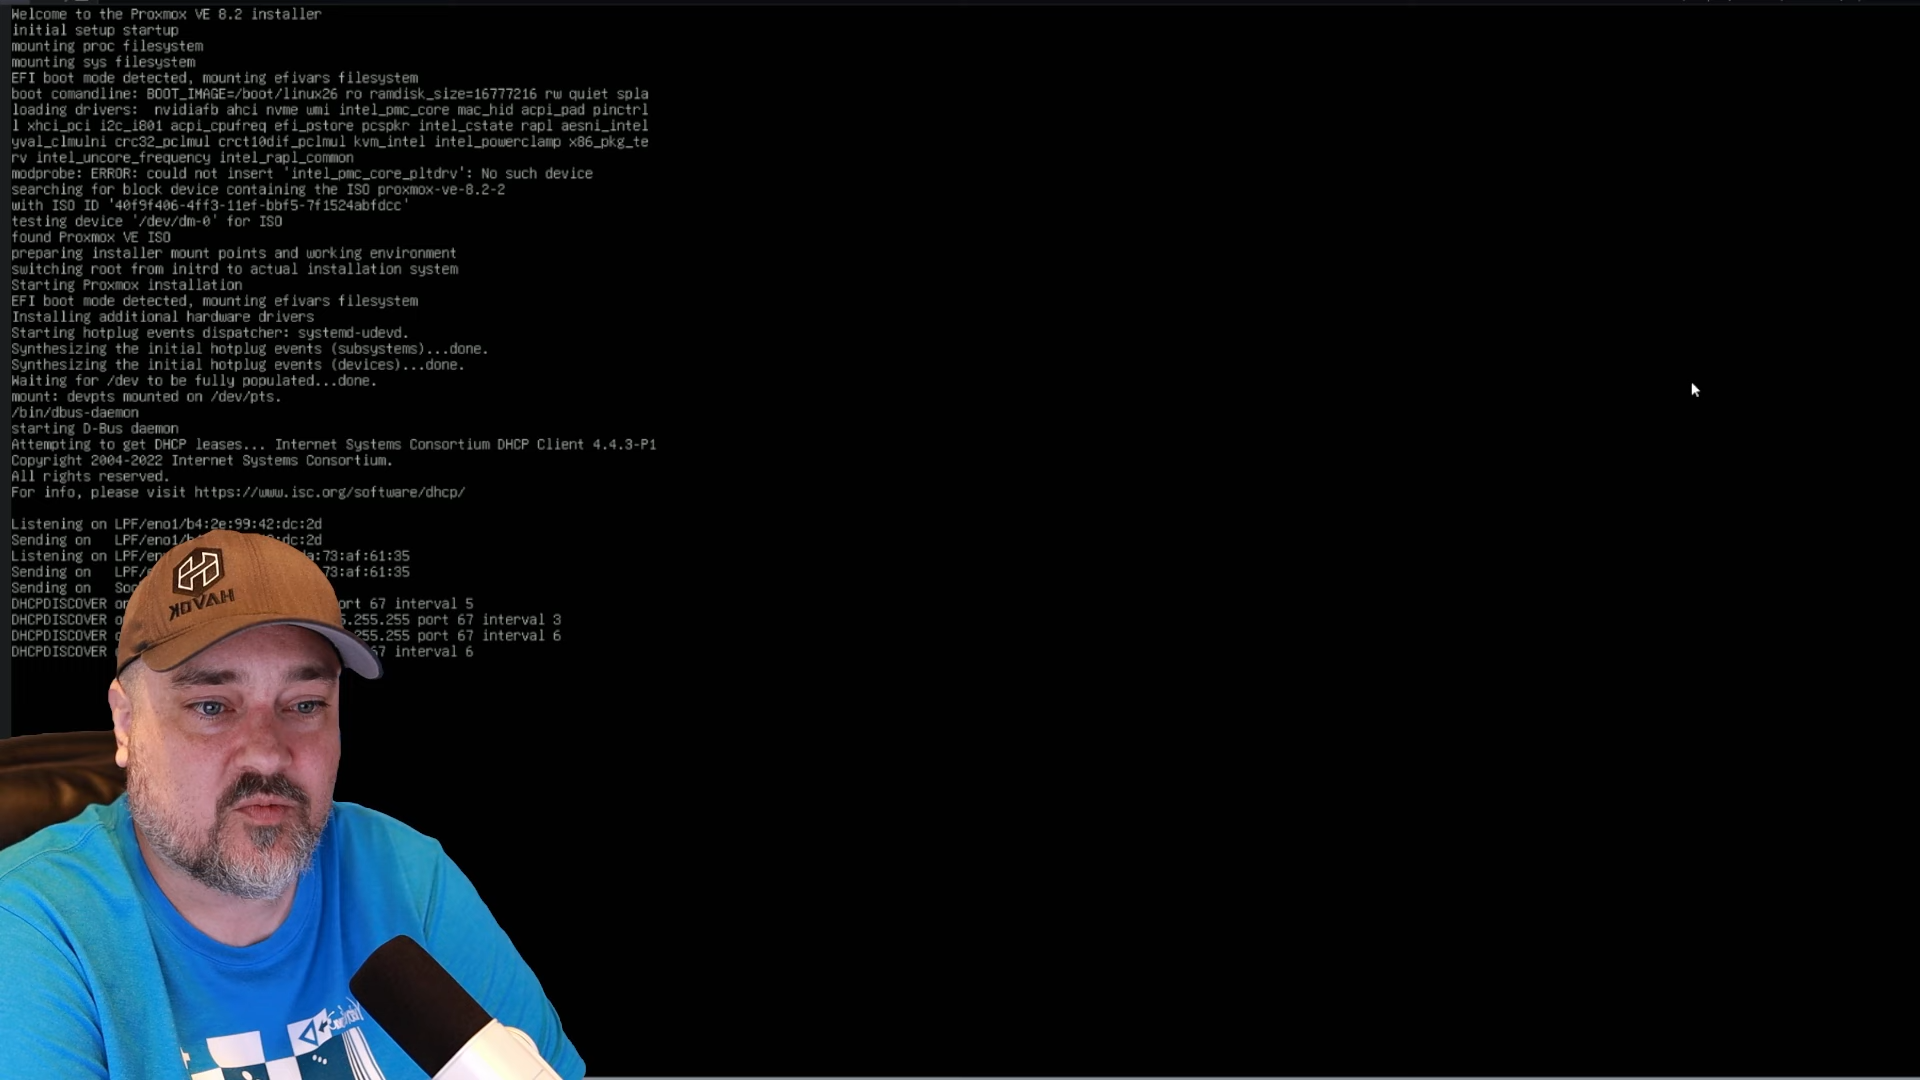 Welcome to the Proxmox VE 8.2 installer
initial setup startup
mounting proc filesystem
mounting sys filesystem
EFI boot mode detected, mounting efivars filesystem
boot comandline: BOOT_IMAGE=/boot/linux26 ro ramdisk_size=16777216 rw quiet spla
loading drivers:  nvidiafb ahci nvme wmi intel_pmc_core mac_hid acpi_pad pinctrl
l xhci_pci i2c_i801 acpi_cpufreq efi_pstore pcspkr intel_cstate rapl aesni_intel
yval_clmulni crc32_pclmul crct10dif_pclmul kvm_intel intel_powerclamp x86_pkg_te
rv intel_uncore_frequency intel_rapl_common
modprobe: ERROR: could not insert 'intel_pmc_core_pltdrv': No such device
searching for block device containing the ISO proxmox-ve-8.2-2
with ISO ID '40f9f406-4ff3-11ef-bbf5-7f1524abfdcc'
testing device '/dev/dm-0' for ISO
found Proxmox VE ISO
preparing installer mount points and working environment
switching root from initrd to actual installation system
Starting Proxmox installation
EFI boot mode detected, mounting efivars filesystem
Installing additional hardware drivers
Starting hotplug events dispatcher: systemd-udevd.
Synthesizing the initial hotplug events (subsystems)...done.
Synthesizing the initial hotplug events (devices)...done.
Waiting for /dev to be fully populated...done.
mount: devpts mounted on /dev/pts.
/bin/dbus-daemon
starting D-Bus daemon
Attempting to get DHCP leases... Internet Systems Consortium DHCP Client 4.4.3-P1
Copyright 2004-2022 Internet Systems Consortium.
All rights reserved.
For info, please visit https://www.isc.org/software/dhcp/
Listening on LPF/eno1/b4:2e:99:42:dc:2d
Sending on   LPF/eno1/ :dc:2d
Listening on LPF/en :73:af:61:35
Sending on   LPF/ 73:af:61:35
Sending on
DHCPDISCOVER port 67 interval 5
DHCPDISCOVER .255.255 port 67 interval 3
DHCPDISCOVER 255.255 port 67 interval 6
DHCPDISCOVER 67 interval 6
KOVAH